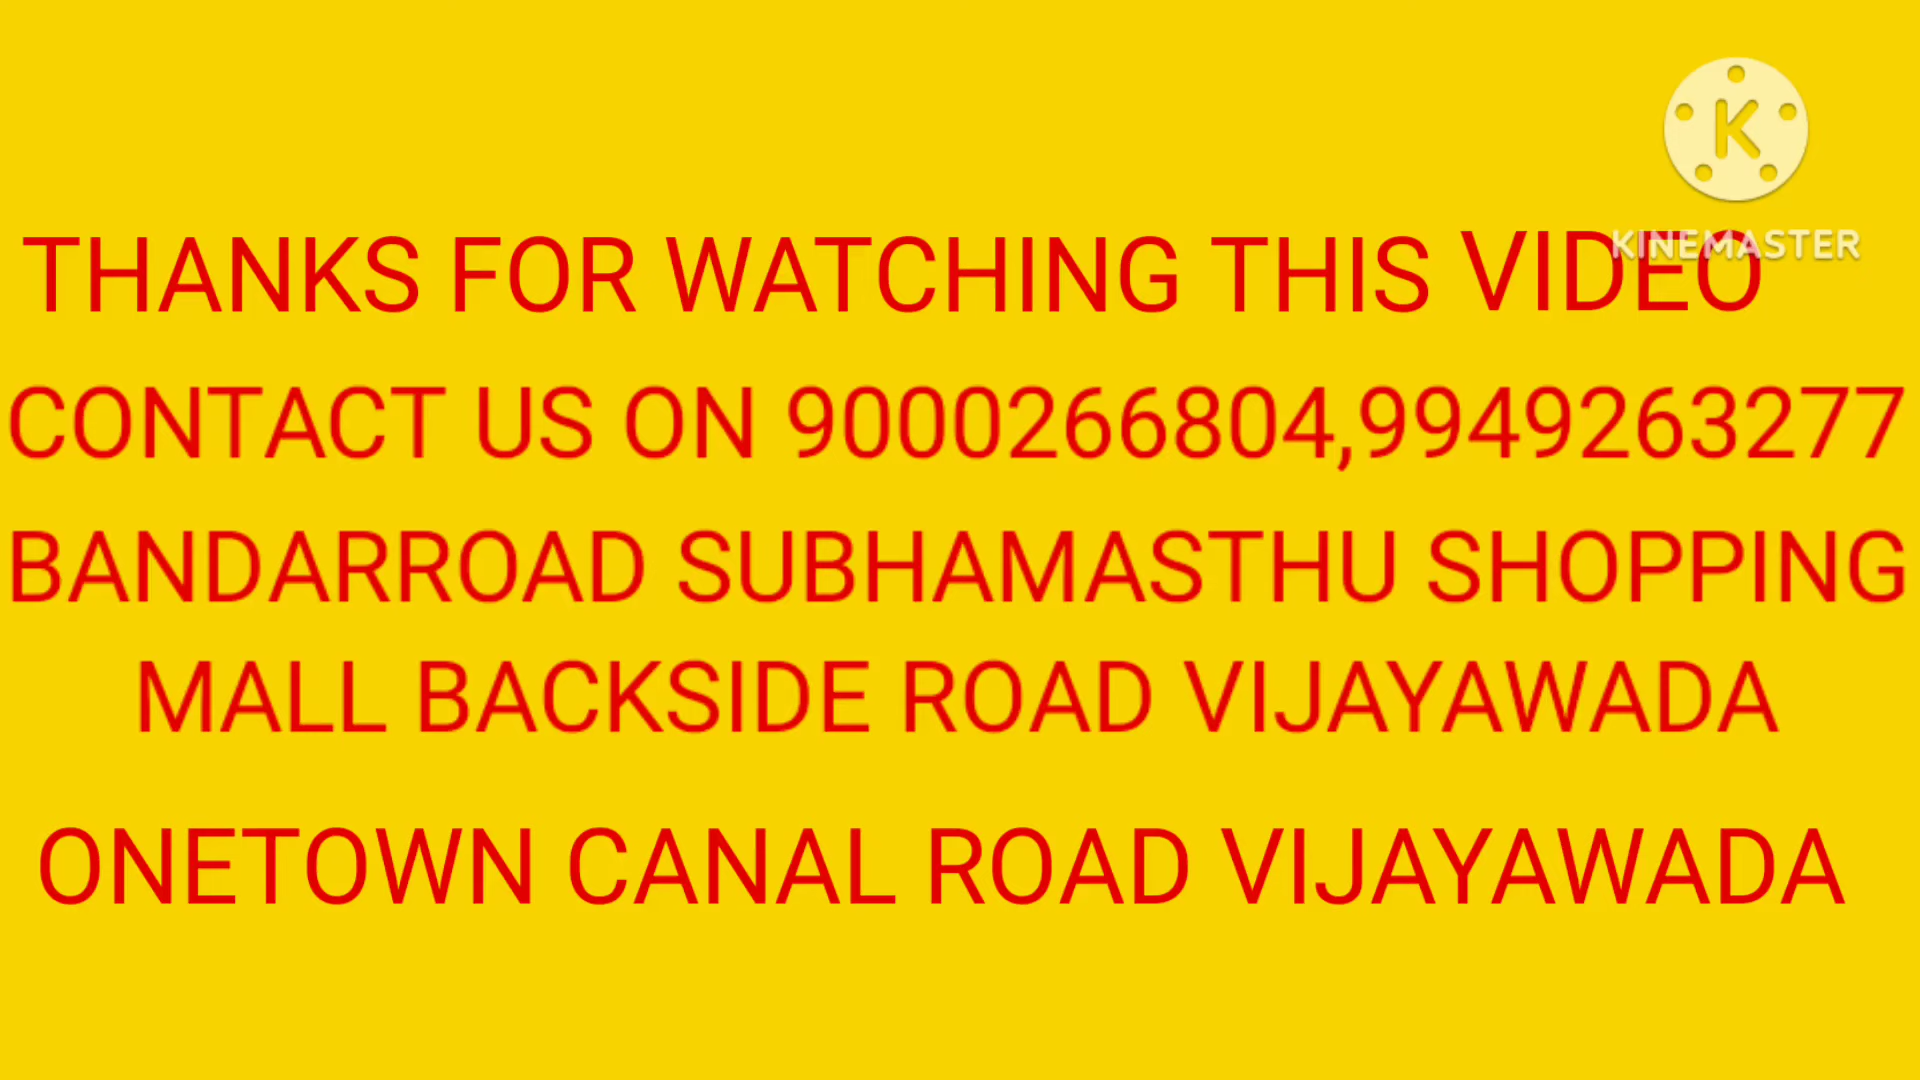 K
KINEMASTER
THANKS FOR WATCHING THIS VIDEO
CONTACT US ON 9000266804,9949263277
BANDARROAD SUBHAMASTHU SHOPPING
MALL BACKSIDE ROAD VIJAYAWADA
ONETOWN CANAL ROAD VIJAYAWADA